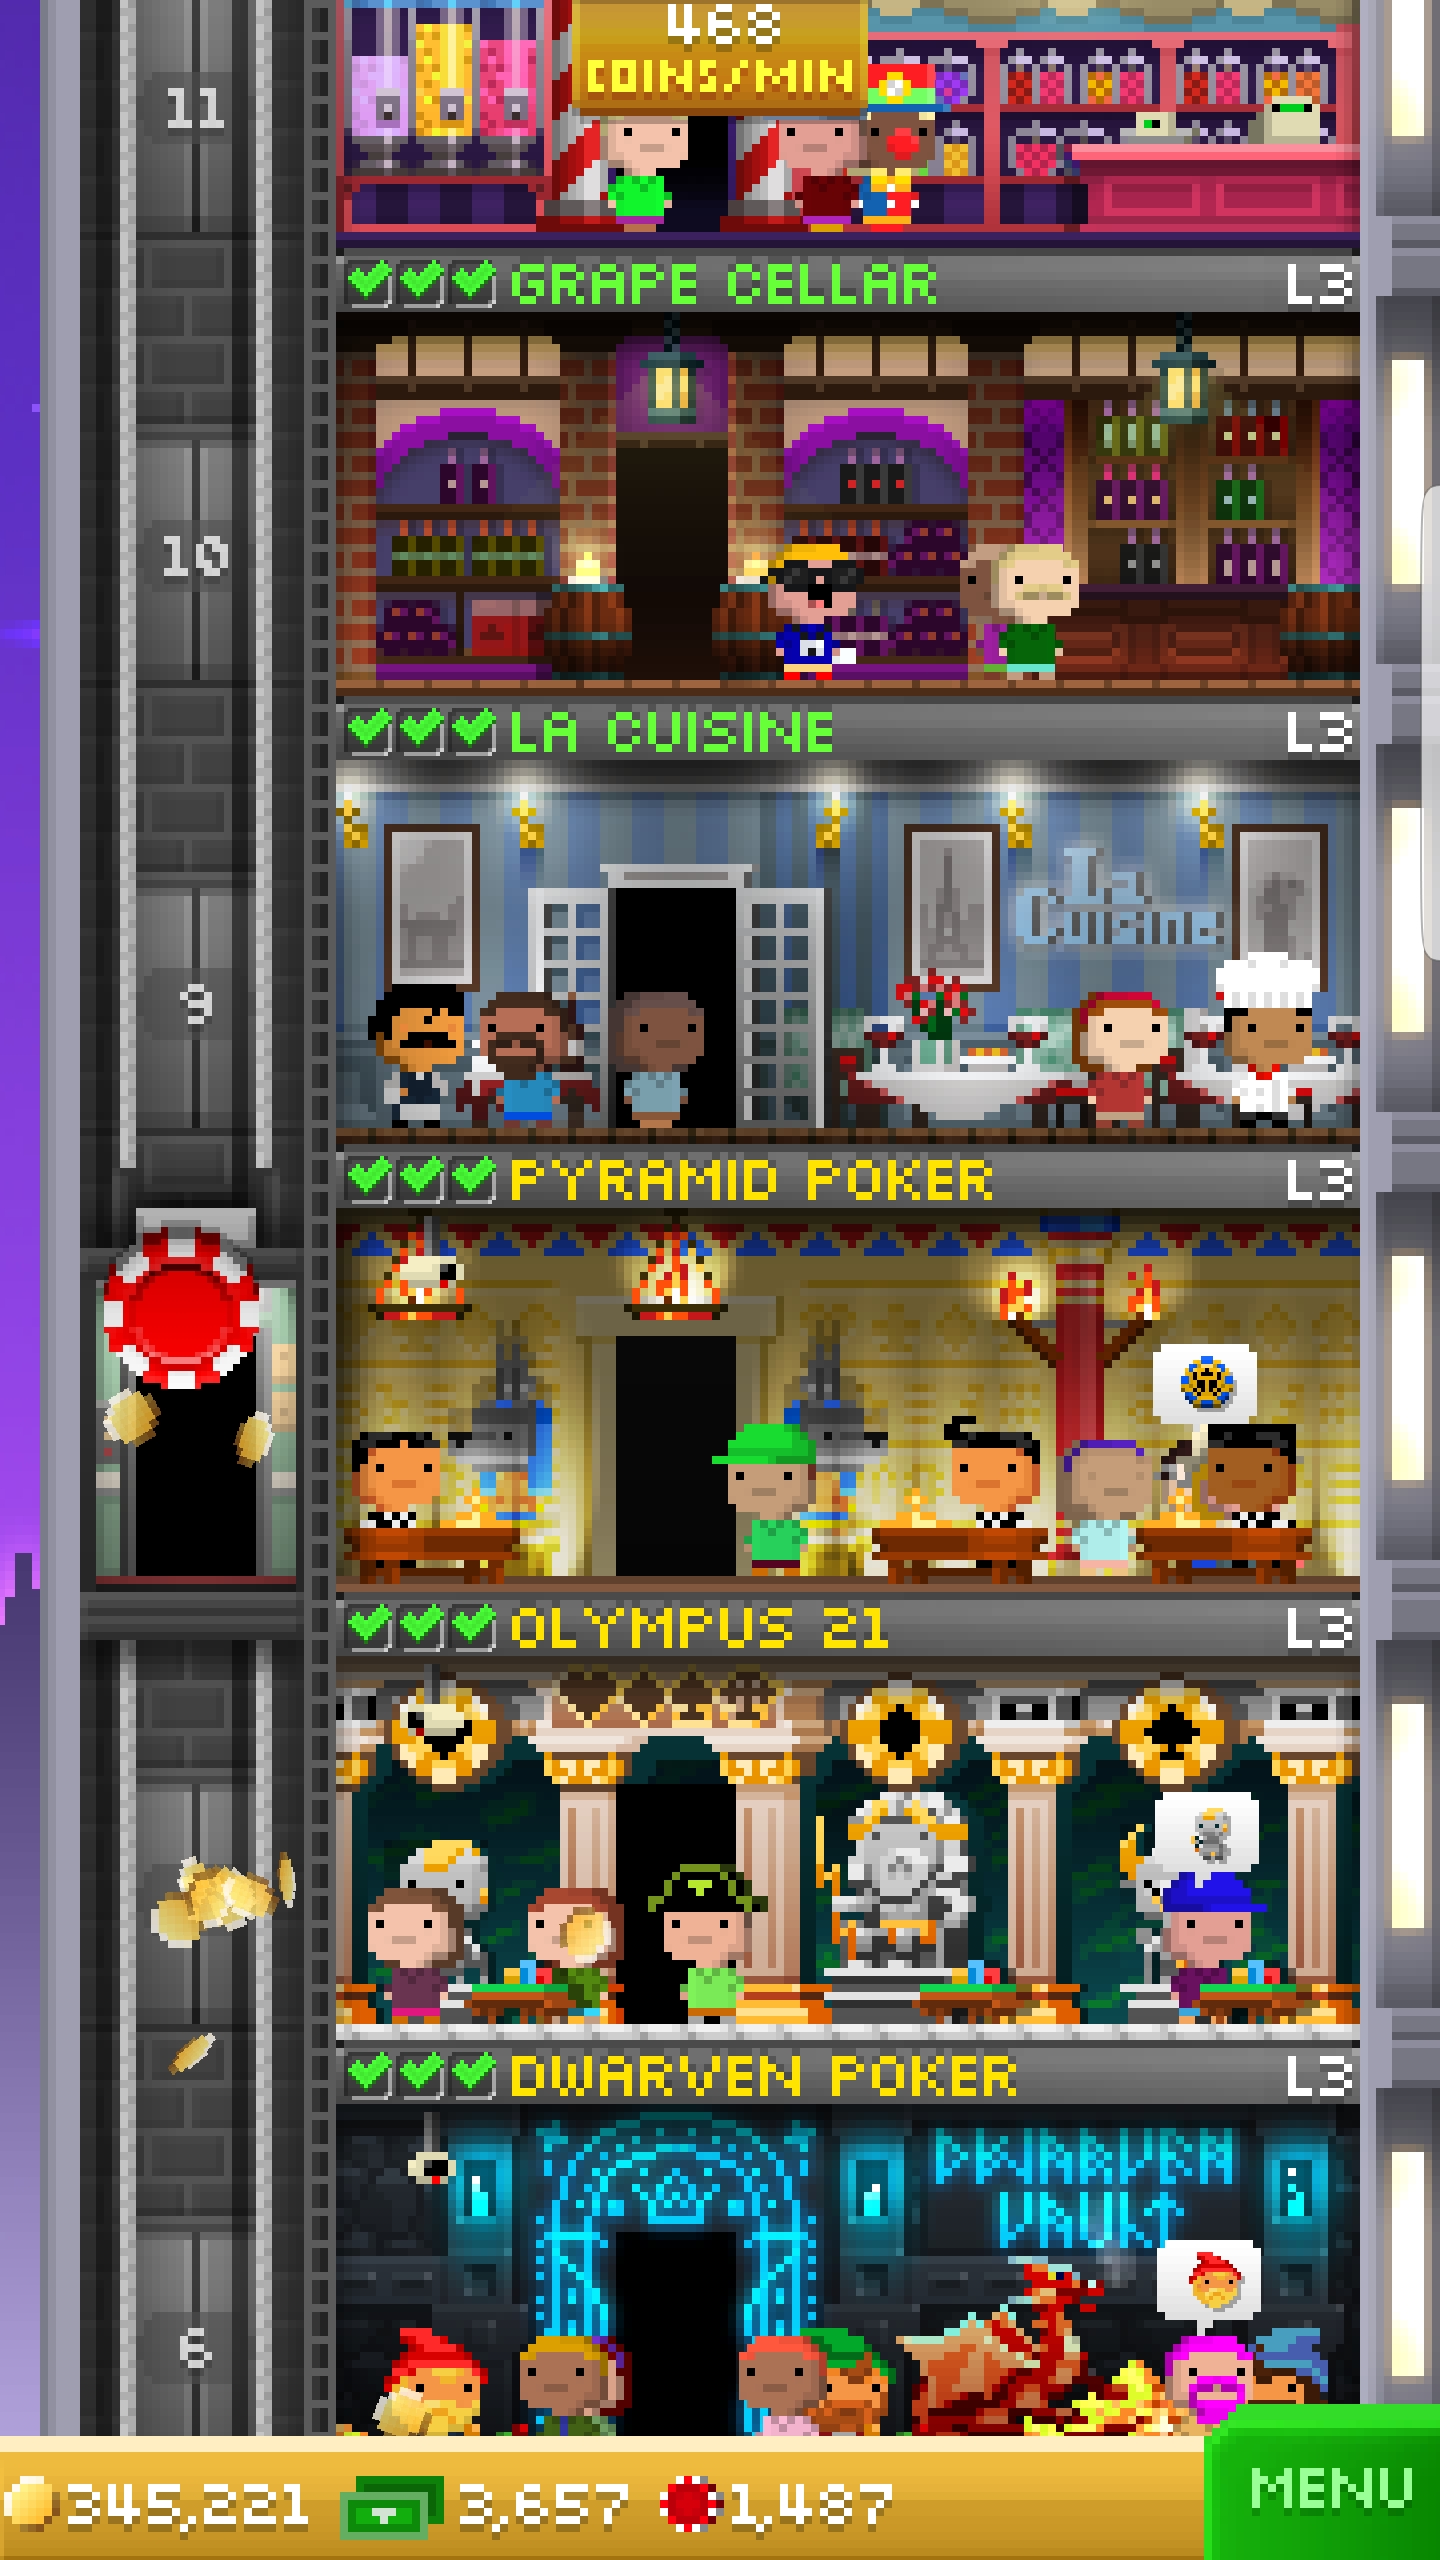 468
COINS/MIN
11
GRAPE CELLAR L3
10
LA CUISINE L3
La
Cuisine
9
PYRAMID POKER L3
OLYMPUS 21 L3
DWARVEN POKER L3
DWARVEN
VAULT
6
345,221 3,657 1,487 MENU